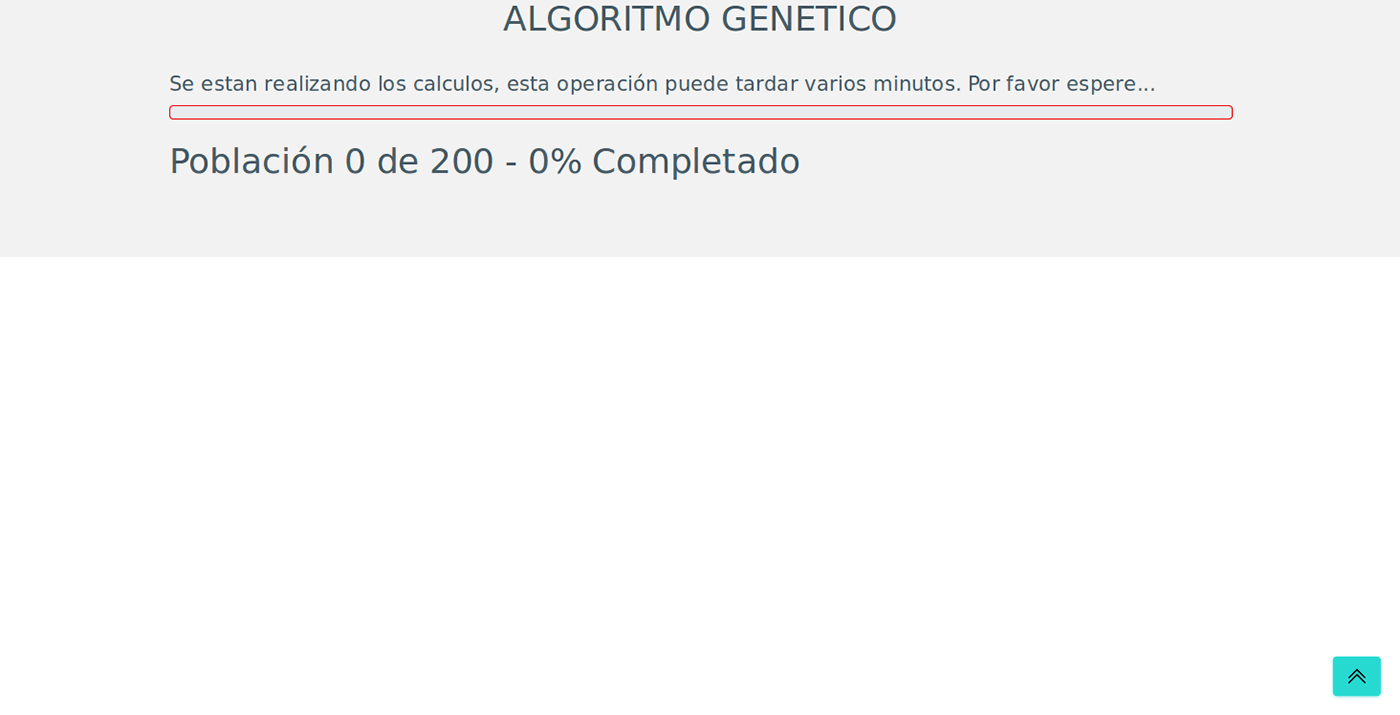 ALGORITMO GENETICO
Se estan realizando los calculos, esta operación puede tardar varios minutos. Por favor espere...
Población 0 de 200 - 0% Completado